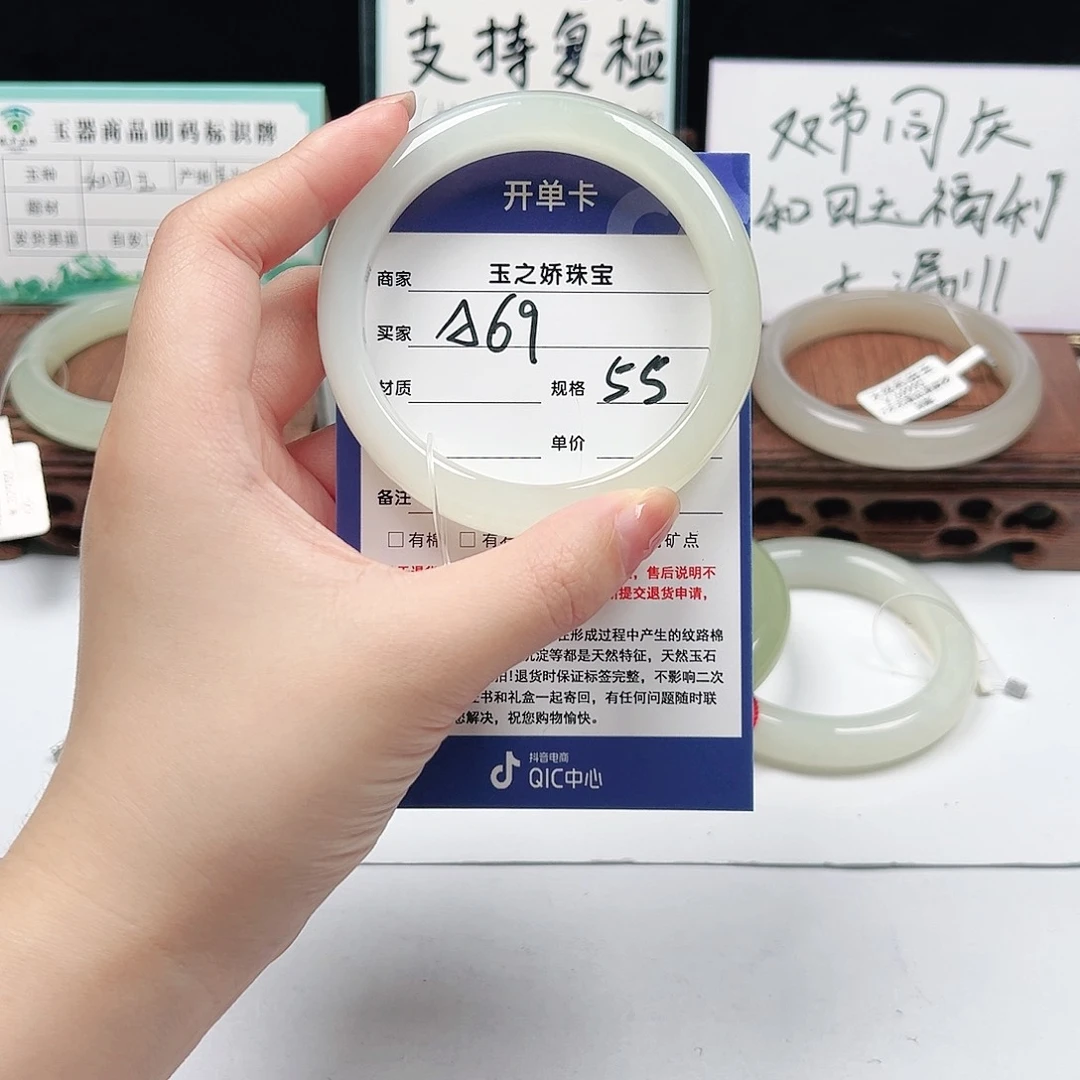 支持复检
玉器商品明码标识牌
玉种
产地
双节同庆
和田玉福利
大漏!!
开单卡
商家 玉之娇珠宝
买家 A69
材质 规格 55
单价
备注
□有棉 □有 矿点
售后说明不
提交退货申请,
形成过程中产生的纹路棉
沉淀等都是天然特征,天然玉石
!退货时保证标签完整,不影响二次
书和礼盒一起寄回,有任何问题随时联
解决,祝您购物愉快。
抖音电商
QIC中心